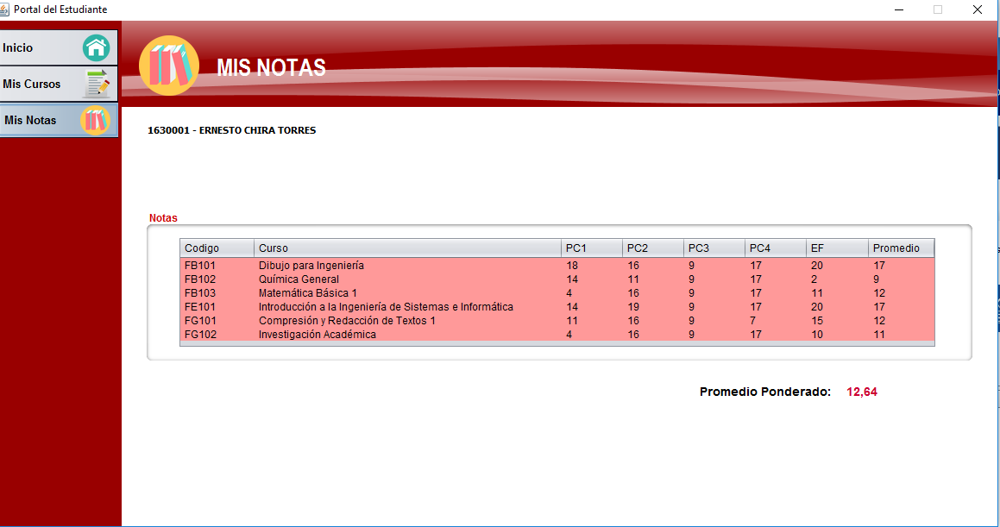 Portal del Estudiante
Inicio
Mis Cursos
Mis Notas
MIS NOTAS
1630001 - ERNESTO CHIRA TORRES
Notas
Codigo Curso PC1 PC2 PC3 PC4 EF Promedio
FB101 Dibujo para Ingeniería 18 16 9 17 20 17
FB102 Química General 14 11 9 17 2 9
FB103 Matemática Básica 1 4 16 9 17 11 12
FE101 Introducción a la Ingeniería de Sistemas e Informática 14 19 9 17 20 17
FG101 Compresión y Redacción de Textos 1 11 16 9 7 15 12
FG102 Investigación Académica 4 16 9 17 10 11
Promedio Ponderado: 12,64